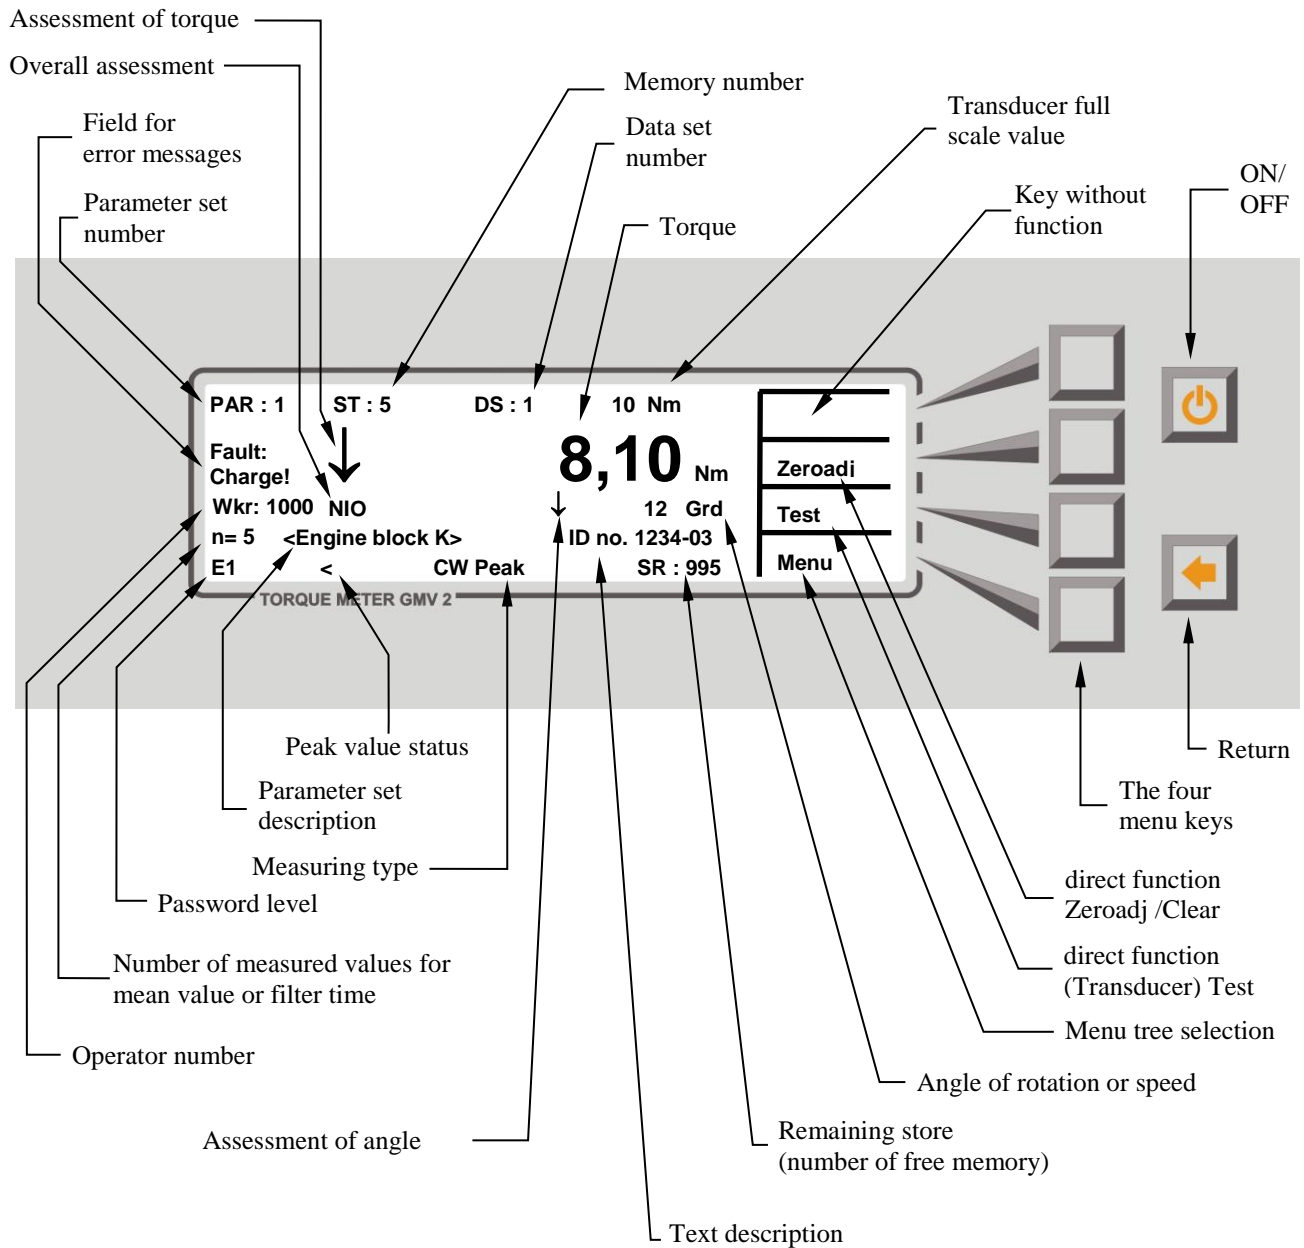 Assessment of torque
Overall assessment
Memory number
Field for
error messages
Data set
number
Transducer full
scale value
ON/
OFF
Parameter set
number
Torque
Key without
function
PAR : 1 ST : 5 DS : 1 10 Nm
Fault:
Charge!
8,10 Nm
Zeroadj
Wkr: 1000 NIO
12 Grd
Test
n= 5 <Engine block K> ID no. 1234-03
E1 < CW Peak SR : 995
Menu
TORQUE METER GMV 2
Peak value status
Return
Parameter set
description
The four
menu keys
Measuring type
Password level
direct function
Zeroadj /Clear
Number of measured values for
mean value or filter time
direct function
(Transducer) Test
Menu tree selection
Operator number
Angle of rotation or speed
Assessment of angle
Remaining store
(number of free memory)
Text description